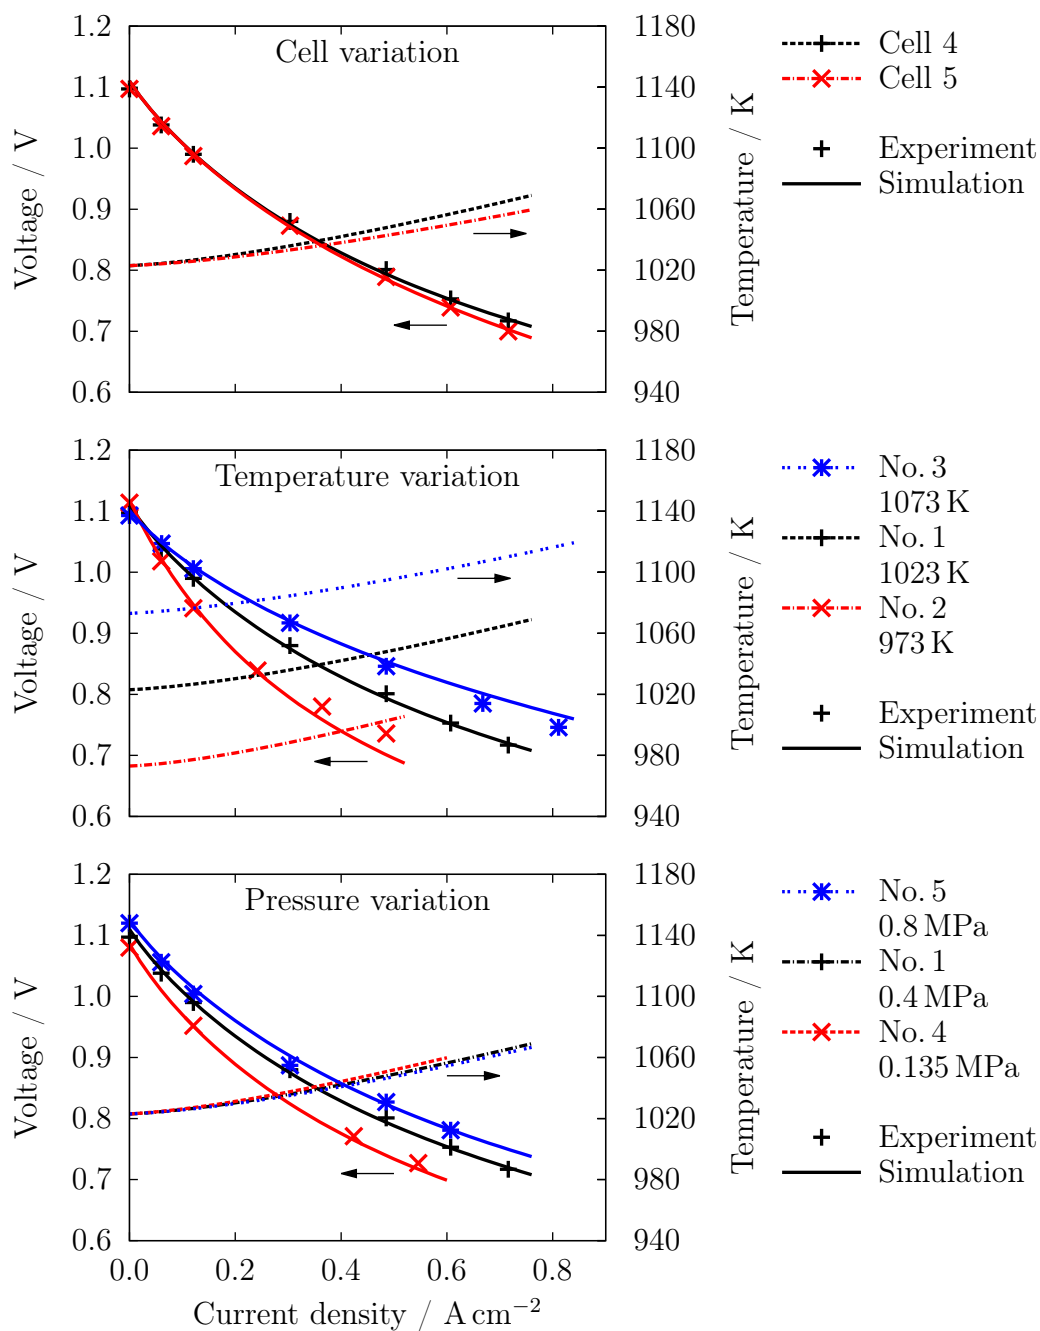 Cell variation
1.2
1.1
1.0
0.9
0.8
0.7
0.6
Voltage / V
1180
1140
1100
1060
1020
980
940
Temperature / K
Cell 4
Cell 5
Experiment
Simulation
Temperature variation
1.2
1.1
1.0
0.9
0.8
0.7
0.6
Voltage / V
1180
1140
1100
1060
1020
980
940
Temperature / K
No. 3
1073 K
No. 1
1023 K
No. 2
973 K
Experiment
Simulation
Pressure variation
1.2
1.1
1.0
0.9
0.8
0.7
0.6
Voltage / V
1180
1140
1100
1060
1020
980
940
Temperature / K
No. 5
0.8 MPa
No. 1
0.4 MPa
No. 4
0.135 MPa
Experiment
Simulation
0.0 0.2 0.4 0.6 0.8
Current density / A cm⁻²